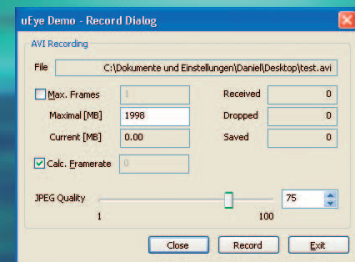 uEye Demo - Record Dialog
AVI Recording
File C:\Dokumente und Einstellungen\Daniel\Desktop\test.avi
Max. Frames 1 Received 0
Maximal [MB] 1998 Dropped 0
Current [MB] 0.00 Saved 0
Calc. Framerate 0
JPEG Quality 75
1 100
Close Record Exit